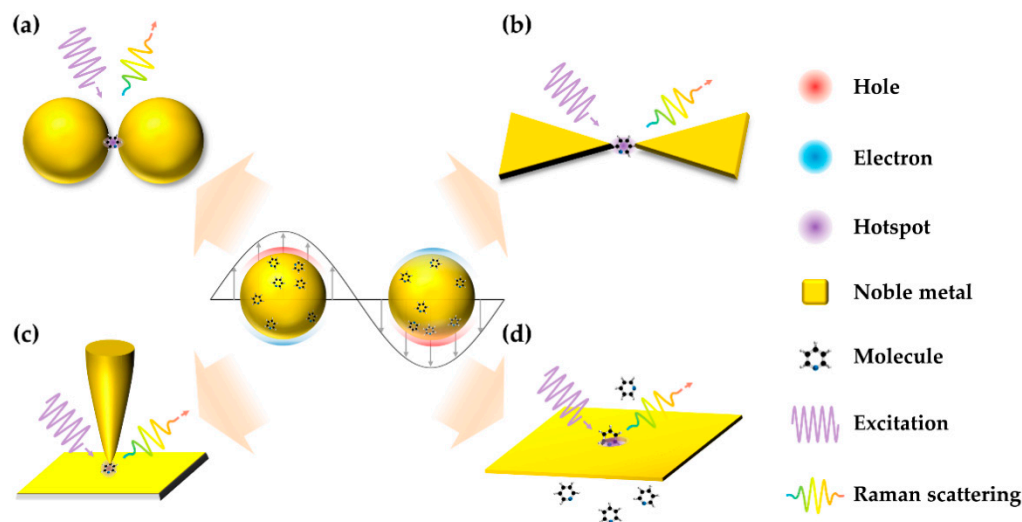 (a)
(b)
Hole
Electron
Hotspot
Noble metal
(c)
(d)
Molecule
Excitation
Raman scattering